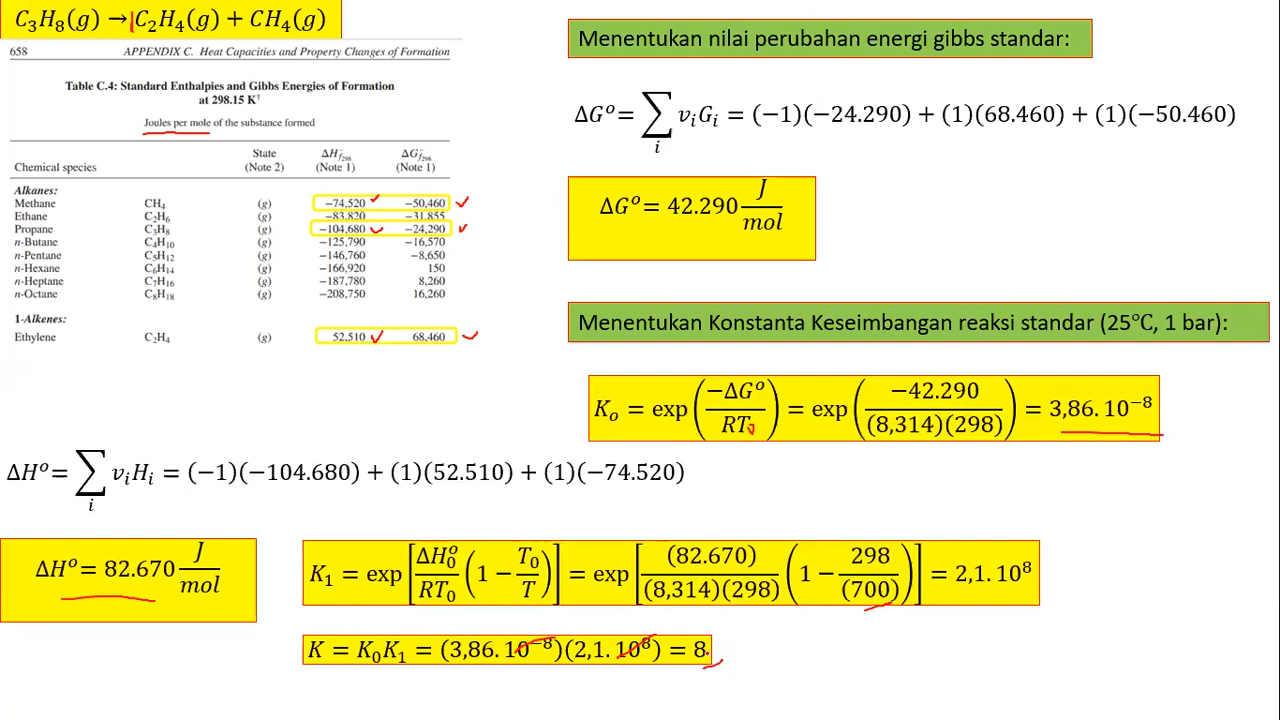 C₃H₈(g) → C₂H₄(g) + CH₄(g)
658 APPENDIX C. Heat Capacities and Property Changes of Formation
Table C.4: Standard Enthalpies and Gibbs Energies of Formation
at 298.15 K†
Joules per mole of the substance formed
Chemical species State (Note 2) ΔH°f₂₉₈ (Note 1) ΔG°f₂₉₈ (Note 1)
Alkanes:
Methane CH₄ (g) −74,520 −50,460
Ethane C₂H₆ (g) −83,820 −31,855
Propane C₃H₈ (g) −104,680 −24,290
n-Butane C₄H₁₀ (g) −125,790 −16,570
n-Pentane C₅H₁₂ (g) −146,760 −8,650
n-Hexane C₆H₁₄ (g) −166,920 150
n-Heptane C₇H₁₆ (g) −187,780 8,260
n-Octane C₈H₁₈ (g) −208,750 16,260
1-Alkenes:
Ethylene C₂H₄ (g) 52,510 68,460
Menentukan nilai perubahan energi gibbs standar:
ΔG° = ∑ᵢ vᵢGᵢ = (−1)(−24.290) + (1)(68.460) + (1)(−50.460)
ΔG° = 42.290 J/mol
Menentukan Konstanta Keseimbangan reaksi standar (25℃, 1 bar):
Kₒ = exp(−ΔG°/RT₀) = exp(−42.290/(8,314)(298)) = 3,86. 10⁻⁸
ΔH° = ∑ᵢ vᵢHᵢ = (−1)(−104.680) + (1)(52.510) + (1)(−74.520)
ΔH° = 82.670 J/mol
K₁ = exp[ΔH₀°/RT₀ (1 − T₀/T)] = exp[(82.670)/(8,314)(298) (1 − 298/(700))] = 2,1. 10⁸
K = K₀K₁ = (3,86. 10⁻⁸)(2,1. 10⁸) = 8.